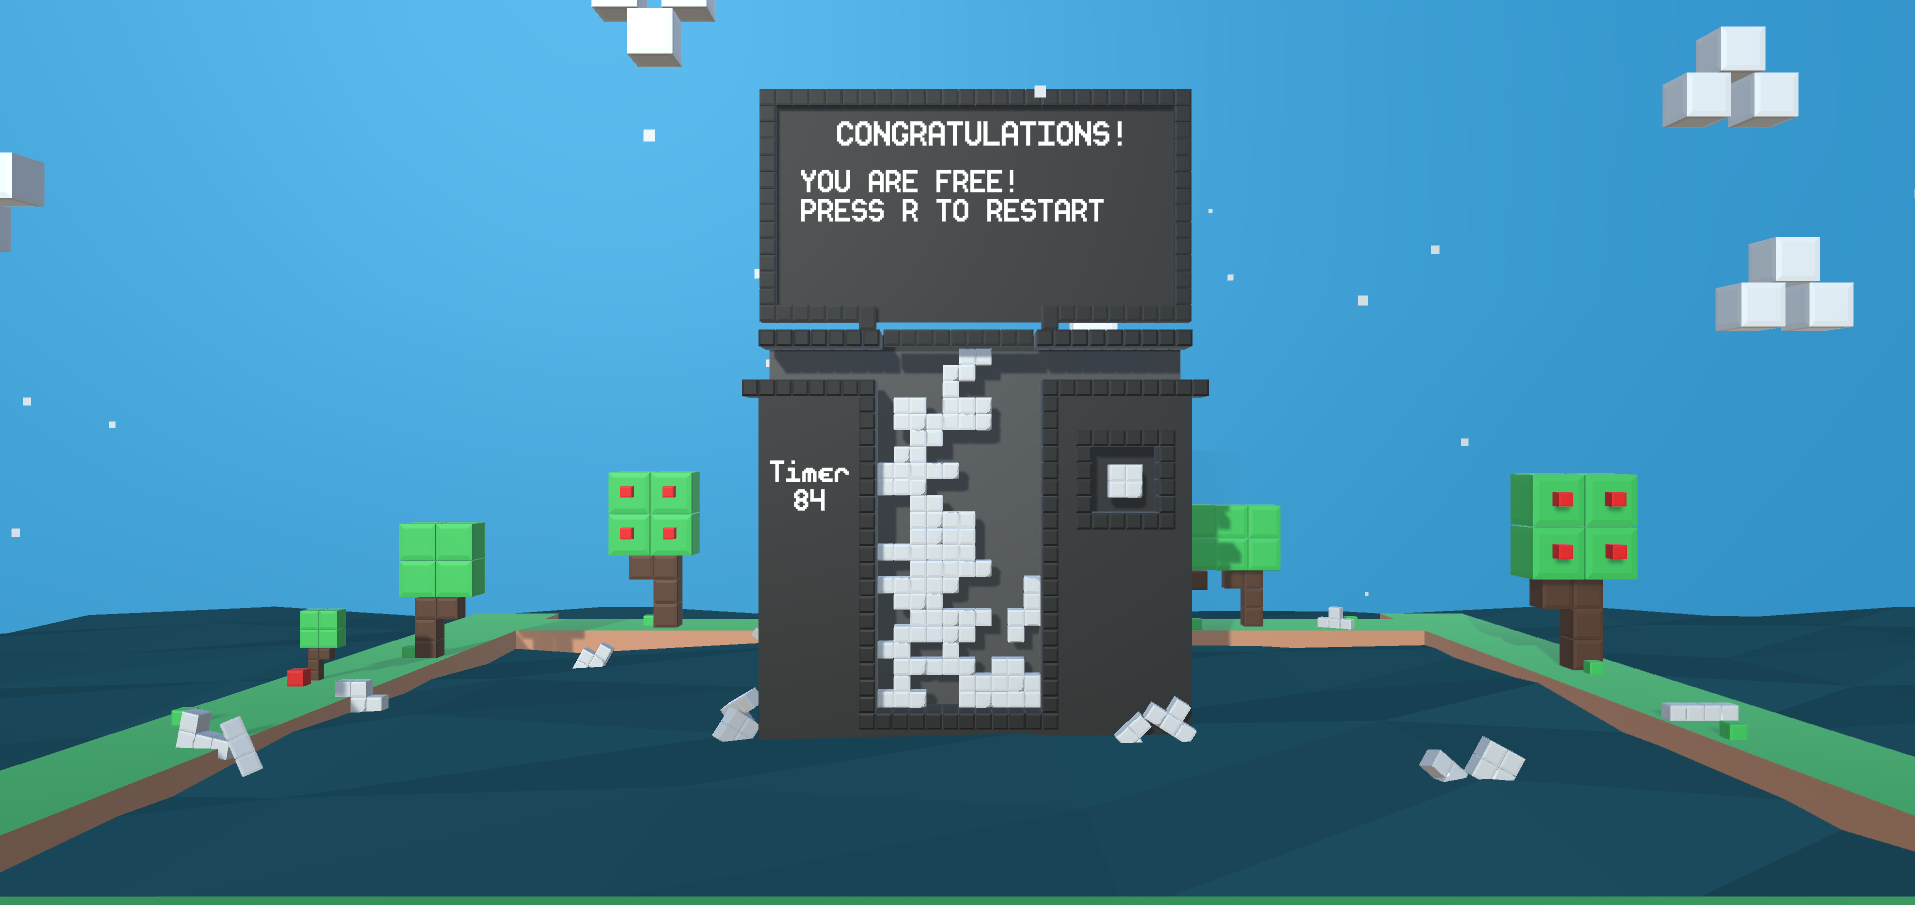 CONGRATULATIONS!
YOU ARE FREE!
PRESS R TO RESTART
Timer
84